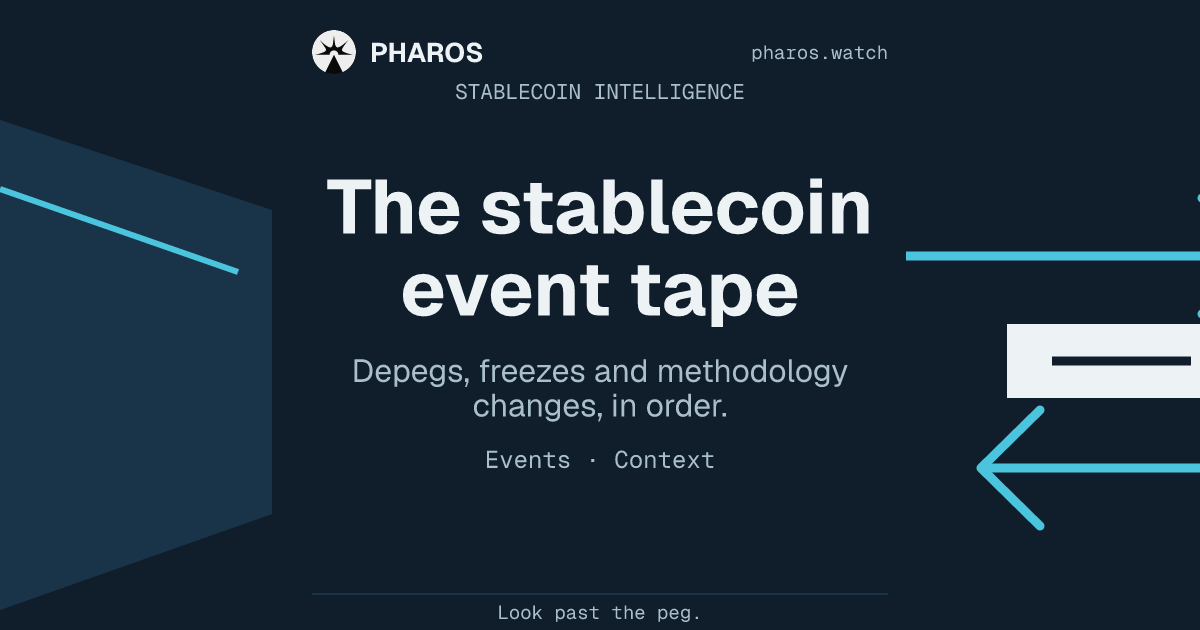 PHAROS
pharos.watch
STABLECOIN INTELLIGENCE
The stablecoin
event tape
Depegs, freezes and methodology
changes, in order.
Events · Context
Look past the peg.